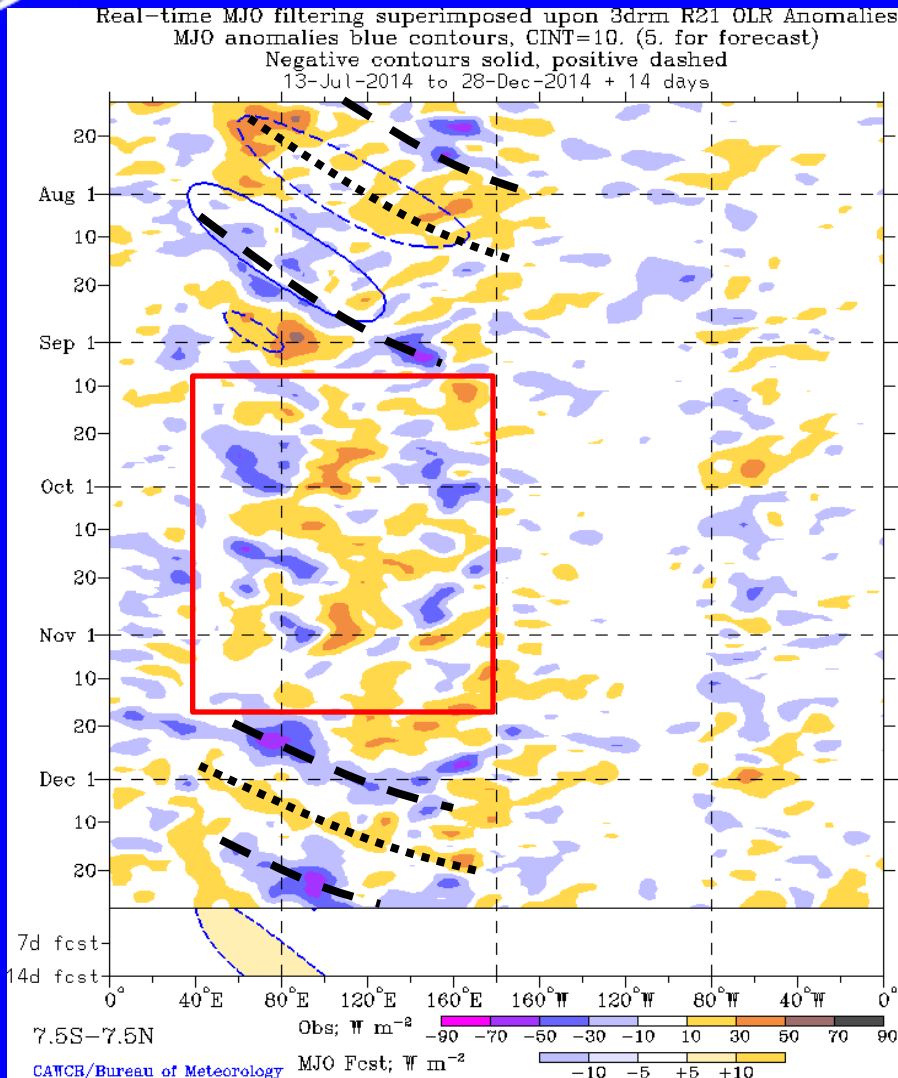 Real-time MJO filtering superimposed upon 3drm R21 OLR Anomalies
MJO anomalies blue contours, CINT=10. (5. for forecast)
Negative contours solid, positive dashed
13-Jul-2014 to 28-Dec-2014 + 14 days
20
Aug 1
10
20
Sep 1
10
20
Oct 1
10
20
Nov 1
10
20
Dec 1
10
20
7d fcst
14d fcst
0° 40°E 80°E 120°E 160°E 160°W 120°W 80°W 40°W 0°
7.5S-7.5N
Obs; W m⁻²
-90 -70 -50 -30 -10 10 30 50 70 90
CAWCR/Bureau of Meteorology
MJO Fcst; W m⁻²
-10 -5 +5 +10